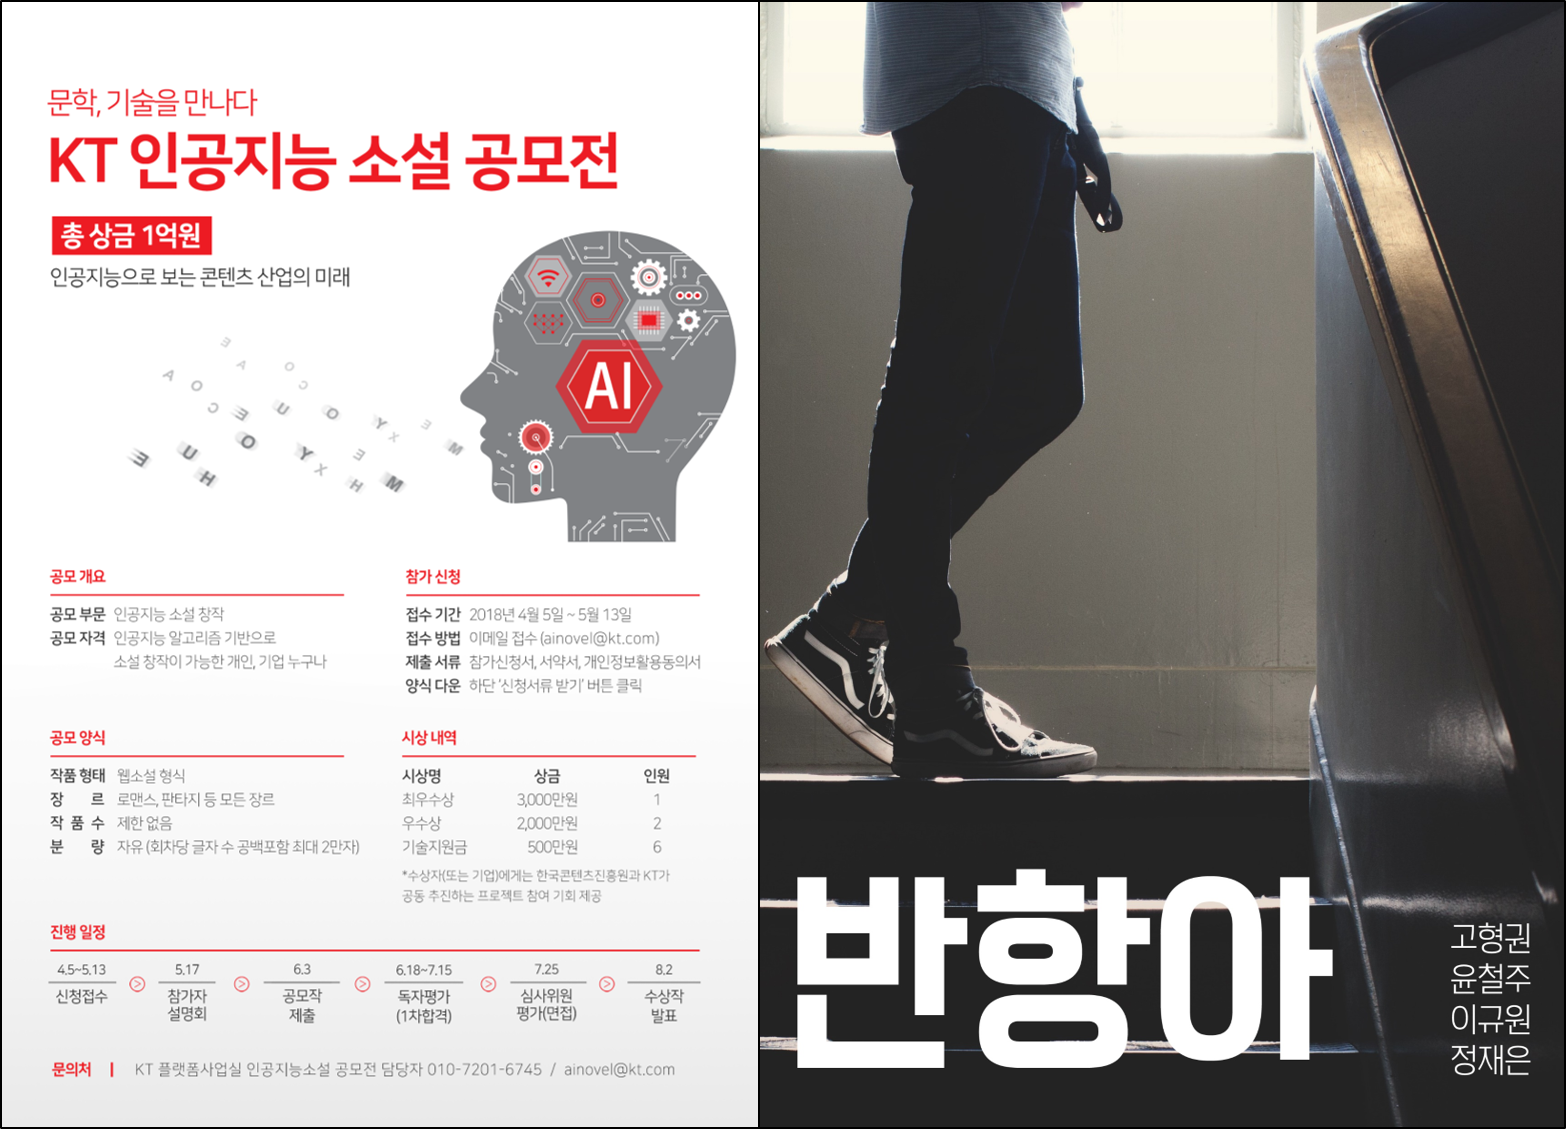 문학, 기술을 만나다
KT 인공지능 소설 공모전
총 상금 1억원
인공지능으로 보는 콘텐츠 산업의 미래
E
A
O
A
O
C
C
E
U
O
Y
X
E
M
E
U
H
O
Y
X
E
H
M
AI
공모 개요
공모 부문 인공지능 소설 창작
공모 자격 인공지능 알고리즘 기반으로
소설 창작이 가능한 개인, 기업 누구나
참가 신청
접수 기간 2018년 4월 5일 ~ 5월 13일
접수 방법 이메일 접수 (ainovel@kt.com)
제출 서류 참가신청서, 서약서, 개인정보활용동의서
양식 다운 하단 '신청서류 받기' 버튼 클릭
공모 양식
작품 형태 웹소설 형식
장 르 로맨스, 판타지 등 모든 장르
작 품 수 제한 없음
분 량 자유 (회차당 글자 수 공백포함 최대 2만자)
시상 내역
시상명 상금 인원
최우수상 3,000만원 1
우수상 2,000만원 2
기술지원금 500만원 6
*수상자(또는 기업)에게는 한국콘텐츠진흥원과 KT가
공동 추진하는 프로젝트 참여 기회 제공
진행 일정
4.5~5.13 > 5.17 > 6.3 > 6.18~7.15 > 7.25 > 8.2
신청접수 참가자 공모작 독자평가 심사위원 수상작
설명회 제출 (1차합격) 평가(면접) 발표
문의처 | KT 플랫폼사업실 인공지능소설 공모전 담당자 010-7201-6745 / ainovel@kt.com
반항아
고형권
윤철주
이규원
정재은